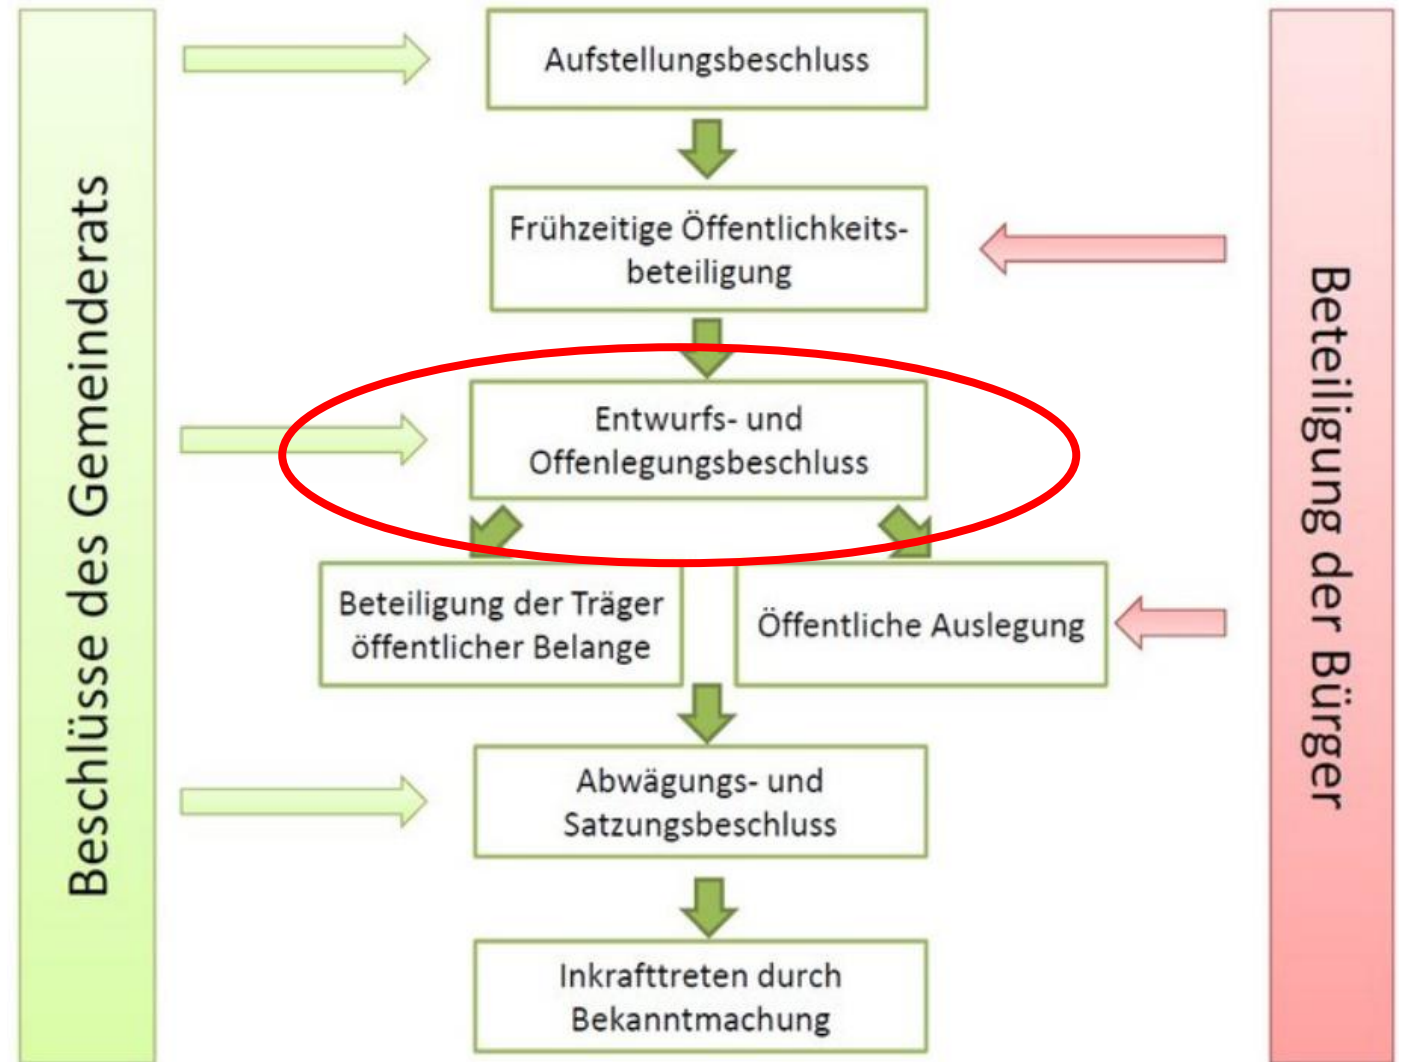 Beschlüsse des Gemeinderats
Aufstellungsbeschluss
Frühzeitige Öffentlichkeits-
beteiligung
Entwurfs- und
Offenlegungsbeschluss
Beteiligung der Träger
öffentlicher Belange
Öffentliche Auslegung
Abwägungs- und
Satzungsbeschluss
Inkrafttreten durch
Bekanntmachung
Beteiligung der Bürger